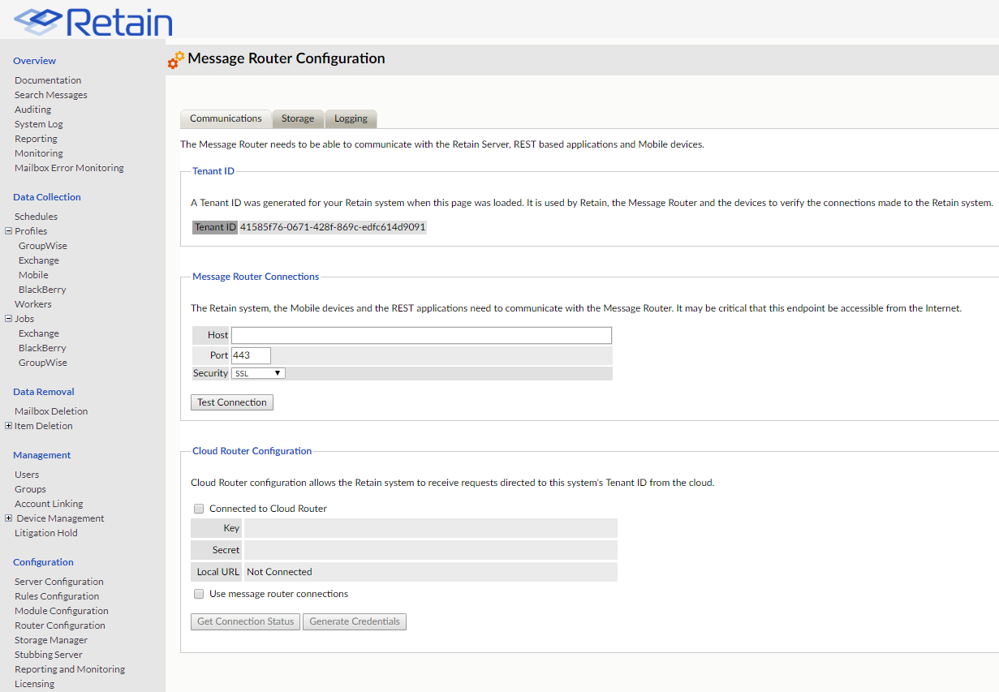 Retain
Overview
Documentation
Search Messages
Auditing
System Log
Reporting
Monitoring
Mailbox Error Monitoring
Data Collection
Schedules
Profiles
GroupWise
Exchange
Mobile
BlackBerry
Workers
Jobs
Exchange
BlackBerry
GroupWise
Data Removal
Mailbox Deletion
Item Deletion
Management
Users
Groups
Account Linking
Device Management
Litigation Hold
Configuration
Server Configuration
Rules Configuration
Module Configuration
Router Configuration
Storage Manager
Stubbing Server
Reporting and Monitoring
Licensing
Message Router Configuration
Communications Storage Logging
The Message Router needs to be able to communicate with the Retain Server, REST based applications and Mobile devices.
Tenant ID
A Tenant ID was generated for your Retain system when this page was loaded. It is used by Retain, the Message Router and the devices to verify the connections made to the Retain system.
Tenant ID 41585f76-0671-428f-869c-edfc614d9091
Message Router Connections
The Retain system, the Mobile devices and the REST applications need to communicate with the Message Router. It may be critical that this endpoint be accessible from the Internet.
Host
Port 443
Security SSL
Test Connection
Cloud Router Configuration
Cloud Router configuration allows the Retain system to receive requests directed to this system's Tenant ID from the cloud.
Connected to Cloud Router
Key
Secret
Local URL Not Connected
Use message router connections
Get Connection Status Generate Credentials